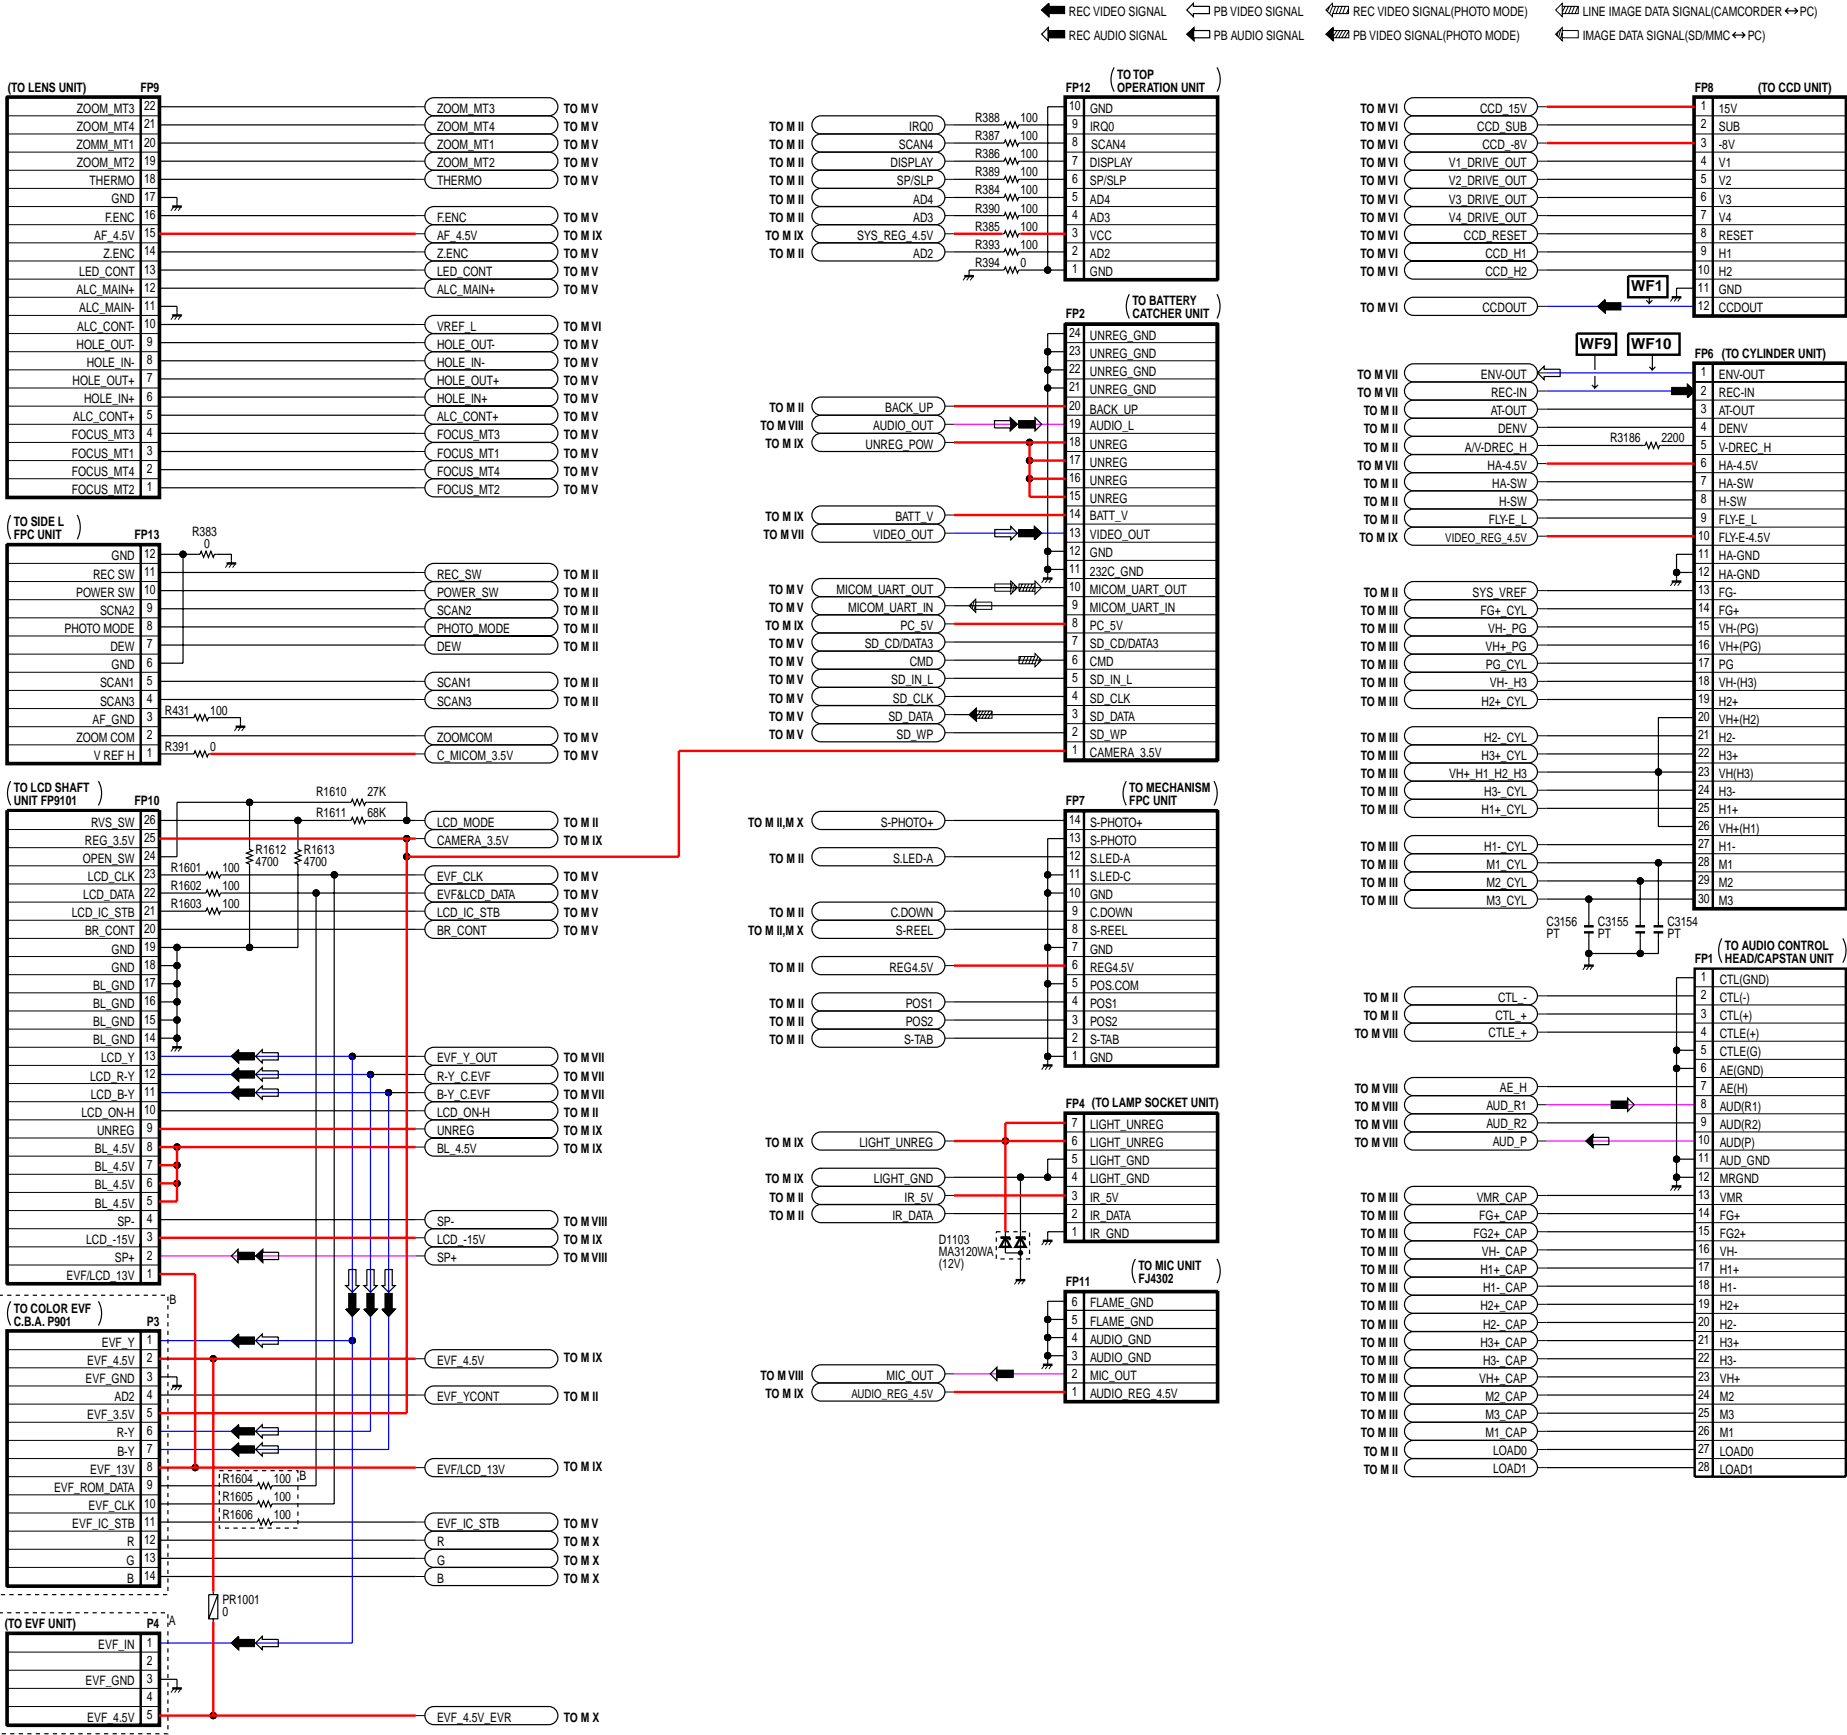 REC VIDEO SIGNAL PB VIDEO SIGNAL REC VIDEO SIGNAL(PHOTO MODE) LINE IMAGE DATA SIGNAL(CAMCORDER ↔ PC)
REC AUDIO SIGNAL PB AUDIO SIGNAL PB VIDEO SIGNAL(PHOTO MODE) IMAGE DATA SIGNAL(SD/MMC ↔ PC)
(TO LENS UNIT) FP9
ZOOM_MT3 22 ZOOM_MT3 TO M V
ZOOM_MT4 21 ZOOM_MT4 TO M V
ZOMM_MT1 20 ZOOM_MT1 TO M V
ZOOM_MT2 19 ZOOM_MT2 TO M V
THERMO 18 THERMO TO M V
GND 17
F.ENC 16 F.ENC TO M V
AF_4.5V 15 AF_4.5V TO M IX
Z.ENC 14 Z.ENC TO M V
LED_CONT 13 LED_CONT TO M V
ALC_MAIN+ 12 ALC_MAIN+ TO M V
ALC_MAIN- 11
ALC_CONT- 10 VREF_L TO M VI
HOLE_OUT- 9 HOLE_OUT- TO M V
HOLE_IN- 8 HOLE_IN- TO M V
HOLE_OUT+ 7 HOLE_OUT+ TO M V
HOLE_IN+ 6 HOLE_IN+ TO M V
ALC_CONT+ 5 ALC_CONT+ TO M V
FOCUS_MT3 4 FOCUS_MT3 TO M V
FOCUS_MT1 3 FOCUS_MT1 TO M V
FOCUS_MT4 2 FOCUS_MT4 TO M V
FOCUS_MT2 1 FOCUS_MT2 TO M V
(TO SIDE L
FPC UNIT) FP13
R383
0
GND 12
REC SW 11 REC_SW TO M II
POWER SW 10 POWER_SW TO M II
SCNA2 9 SCAN2 TO M II
PHOTO MODE 8 PHOTO_MODE TO M II
DEW 7 DEW TO M II
GND 6
SCAN1 5 SCAN1 TO M II
SCAN3 4 SCAN3 TO M II
AF_GND 3 R431 100
ZOOM COM 2 ZOOMCOM TO M V
V REF H 1 R391 0 C_MICOM_3.5V TO M V
(TO LCD SHAFT
UNIT FP9101) FP10
R1610 27K
R1611 68K
RVS_SW 26 LCD_MODE TO M II
REG_3.5V 25 CAMERA_3.5V TO M IX
OPEN_SW 24 R1612 4700 R1613 4700
LCD_CLK 23 R1601 100 EVF_CLK TO M V
LCD_DATA 22 R1602 100 EVF&LCD_DATA TO M V
LCD_IC_STB 21 R1603 100 LCD_IC_STB TO M V
BR_CONT 20 BR_CONT TO M V
GND 19
GND 18
BL_GND 17
BL_GND 16
BL_GND 15
BL_GND 14
LCD_Y 13 EVF_Y_OUT TO M VII
LCD_R-Y 12 R-Y_C.EVF TO M VII
LCD_B-Y 11 B-Y_C.EVF TO M VII
LCD_ON-H 10 LCD_ON-H TO M II
UNREG 9 UNREG TO M IX
BL_4.5V 8 BL_4.5V TO M IX
BL_4.5V 7
BL_4.5V 6
BL_4.5V 5
SP- 4 SP- TO M VIII
LCD_-15V 3 LCD_-15V TO M IX
SP+ 2 SP+ TO M VIII
EVF/LCD_13V 1
B
(TO COLOR EVF
C.B.A. P901) P3
EVF_Y 1
EVF_4.5V 2 EVF_4.5V TO M IX
EVF_GND 3
AD2 4 EVF_YCONT TO M II
EVF_3.5V 5
R-Y 6
B-Y 7
EVF_13V 8 EVF/LCD_13V TO M IX
EVF_ROM_DATA 9 R1604 100 B
EVF_CLK 10 R1605 100
EVF_IC_STB 11 R1606 100 EVF_IC_STB TO M V
R 12 R TO M X
G 13 G TO M X
B 14 B TO M X
PR1001
0
A
(TO EVF UNIT) P4
EVF_IN 1
2
EVF_GND 3
4
EVF_4.5V 5 EVF_4.5V_EVR TO M X
FP12 (TO TOP
OPERATION UNIT)
10 GND
TO M II IRQ0 R388 100 9 IRQ0
TO M II SCAN4 R387 100 8 SCAN4
TO M II DISPLAY R386 100 7 DISPLAY
TO M II SP/SLP R389 100 6 SP/SLP
TO M II AD4 R384 100 5 AD4
TO M II AD3 R390 100 4 AD3
TO M IX SYS_REG_4.5V R385 100 3 VCC
TO M II AD2 R393 100 2 AD2
R394 0 1 GND
FP2 (TO BATTERY
CATCHER UNIT)
24 UNREG_GND
23 UNREG_GND
22 UNREG_GND
21 UNREG_GND
TO M II BACK_UP 20 BACK_UP
TO M VIII AUDIO_OUT 19 AUDIO_L
TO M IX UNREG_POW 18 UNREG
17 UNREG
16 UNREG
15 UNREG
TO M IX BATT_V 14 BATT_V
TO M VII VIDEO_OUT 13 VIDEO_OUT
12 GND
11 232C_GND
TO M V MICOM_UART_OUT 10 MICOM_UART_OUT
TO M V MICOM_UART_IN 9 MICOM_UART_IN
TO M IX PC_5V 8 PC_5V
TO M V SD_CD/DATA3 7 SD_CD/DATA3
TO M V CMD 6 CMD
TO M V SD_IN_L 5 SD_IN_L
TO M V SD_CLK 4 SD_CLK
TO M V SD_DATA 3 SD_DATA
TO M V SD_WP 2 SD_WP
1 CAMERA_3.5V
FP7 (TO MECHANISM
FPC UNIT)
TO M II,M X S-PHOTO+ 14 S-PHOTO+
13 S-PHOTO
TO M II S.LED-A 12 S.LED-A
11 S.LED-C
10 GND
TO M II C.DOWN 9 C.DOWN
TO M II,M X S-REEL 8 S-REEL
7 GND
TO M II REG4.5V 6 REG4.5V
5 POS.COM
TO M II POS1 4 POS1
TO M II POS2 3 POS2
TO M II S-TAB 2 S-TAB
1 GND
FP4 (TO LAMP SOCKET UNIT)
7 LIGHT_UNREG
TO M IX LIGHT_UNREG 6 LIGHT_UNREG
5 LIGHT_GND
TO M IX LIGHT_GND 4 LIGHT_GND
TO M II IR_5V 3 IR_5V
TO M II IR_DATA 2 IR_DATA
1 IR_GND
D1103
MA3120WA
(12V)
FP11 (TO MIC UNIT
FJ4302)
6 FLAME_GND
5 FLAME_GND
4 AUDIO_GND
3 AUDIO_GND
TO M VIII MIC_OUT 2 MIC_OUT
TO M IX AUDIO_REG_4.5V 1 AUDIO_REG_4.5V
FP8 (TO CCD UNIT)
TO M VI CCD_15V 1 15V
TO M VI CCD_SUB 2 SUB
TO M VI CCD_-8V 3 -8V
TO M VI V1_DRIVE_OUT 4 V1
TO M VI V2_DRIVE_OUT 5 V2
TO M VI V3_DRIVE_OUT 6 V3
TO M VI V4_DRIVE_OUT 7 V4
TO M VI CCD_RESET 8 RESET
TO M VI CCD_H1 9 H1
TO M VI CCD_H2 10 H2
WF1 11 GND
TO M VI CCDOUT 12 CCDOUT
WF9 WF10
FP6 (TO CYLINDER UNIT)
TO M VII ENV-OUT 1 ENV-OUT
TO M VII REC-IN 2 REC-IN
TO M II AT-OUT 3 AT-OUT
TO M II DENV 4 DENV
TO M II A/V-DREC_H R3186 2200 5 V-DREC_H
TO M VII HA-4.5V 6 HA-4.5V
TO M II HA-SW 7 HA-SW
TO M II H-SW 8 H-SW
TO M II FLY-E_L 9 FLY-E_L
TO M IX VIDEO_REG_4.5V 10 FLY-E-4.5V
11 HA-GND
12 HA-GND
TO M II SYS_VREF 13 FG-
TO M III FG+_CYL 14 FG+
TO M III VH-_PG 15 VH-(PG)
TO M III VH+_PG 16 VH+(PG)
TO M III PG_CYL 17 PG
TO M III VH-_H3 18 VH-(H3)
TO M III H2+_CYL 19 H2+
20 VH+(H2)
TO M III H2-_CYL 21 H2-
TO M III H3+_CYL 22 H3+
TO M III VH+_H1_H2_H3 23 VH(H3)
TO M III H3-_CYL 24 H3-
TO M III H1+_CYL 25 H1+
26 VH+(H1)
TO M III H1-_CYL 27 H1-
TO M III M1_CYL 28 M1
TO M III M2_CYL 29 M2
TO M III M3_CYL 30 M3
C3156 C3155 C3154
PT PT PT
FP1 (TO AUDIO CONTROL
HEAD/CAPSTAN UNIT)
1 CTL(GND)
TO M II CTL_- 2 CTL(-)
TO M II CTL_+ 3 CTL(+)
TO M VIII CTLE_+ 4 CTLE(+)
5 CTLE(G)
6 AE(GND)
TO M VIII AE_H 7 AE(H)
TO M VIII AUD_R1 8 AUD(R1)
TO M VIII AUD_R2 9 AUD(R2)
TO M VIII AUD_P 10 AUD(P)
11 AUD_GND
12 MRGND
TO M III VMR_CAP 13 VMR
TO M III FG+_CAP 14 FG+
TO M III FG2+_CAP 15 FG2+
TO M III VH-_CAP 16 VH-
TO M III H1+_CAP 17 H1+
TO M III H1-_CAP 18 H1-
TO M III H2+_CAP 19 H2+
TO M III H2-_CAP 20 H2-
TO M III H3+_CAP 21 H3+
TO M III H3-_CAP 22 H3-
TO M III VH+_CAP 23 VH+
TO M III M2_CAP 24 M2
TO M III M3_CAP 25 M3
TO M III M1_CAP 26 M1
TO M II LOAD0 27 LOAD0
TO M II LOAD1 28 LOAD1